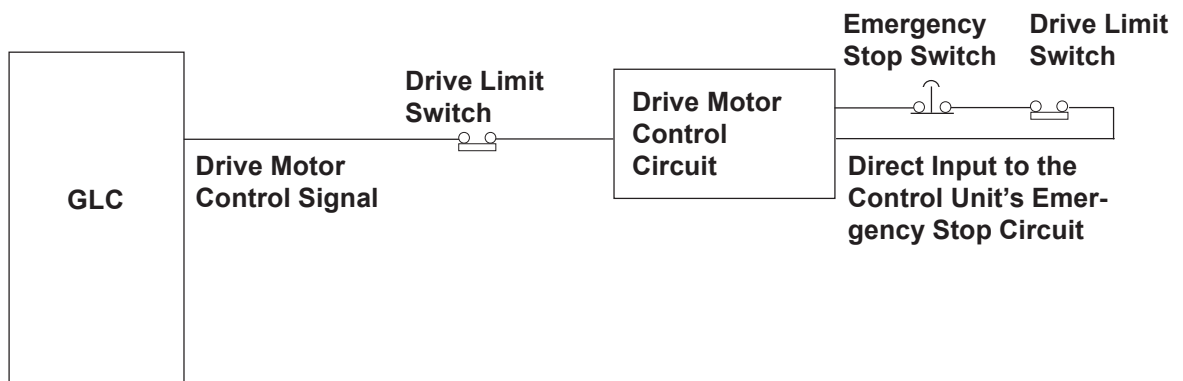 Emergency
Stop Switch
Drive Limit
Switch
Drive Limit
Switch
Drive Motor
Control
Circuit
GLC
Drive Motor
Control Signal
Direct Input to the
Control Unit's Emer-
gency Stop Circuit